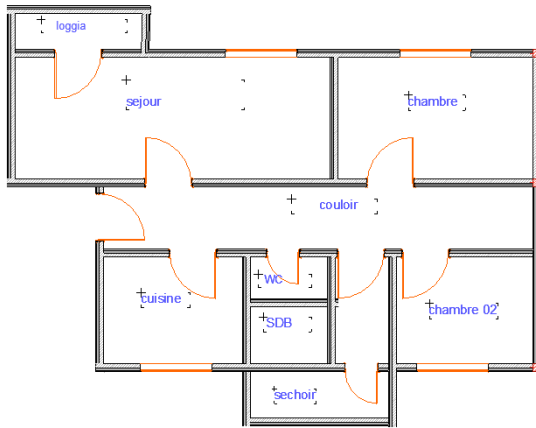 loggia
sejour
chambre
couloir
WC
cuisine
SDB
chambre 02
sechoir